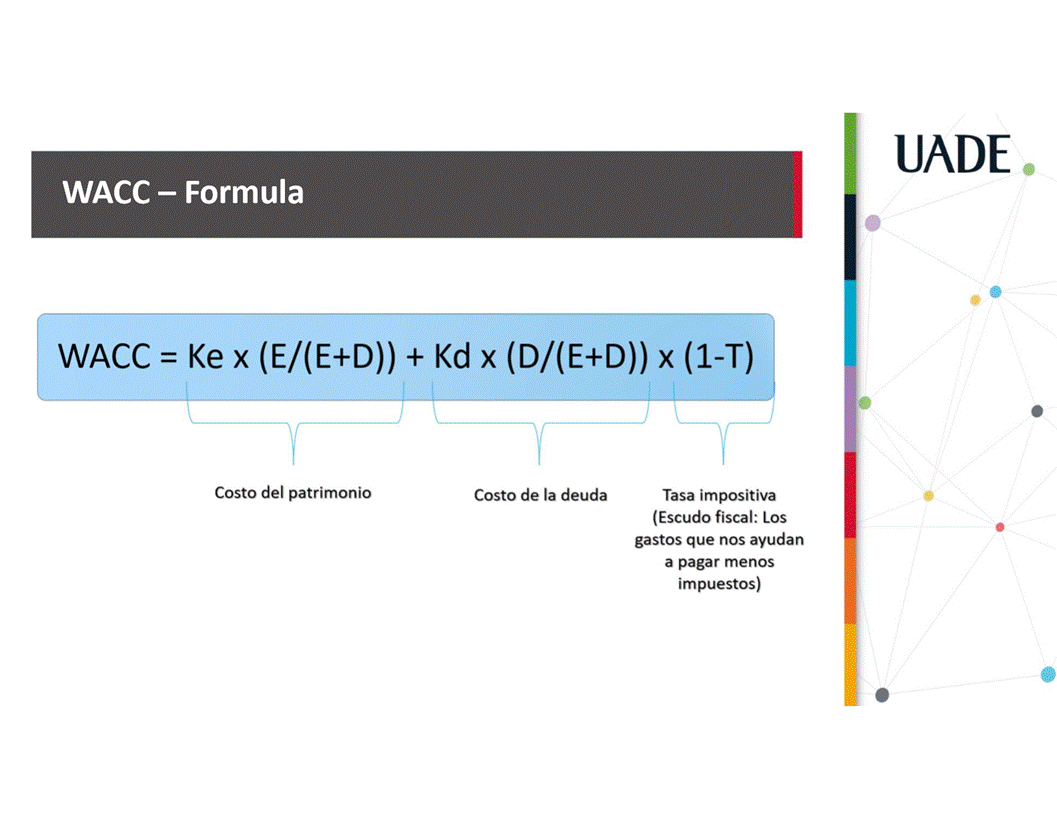 UADE
WACC – Formula
WACC = Ke x (E/(E+D)) + Kd x (D/(E+D)) x (1-T)
Costo del patrimonio
Costo de la deuda
Tasa impositiva
(Escudo fiscal: Los
gastos que nos ayudan
a pagar menos
impuestos)